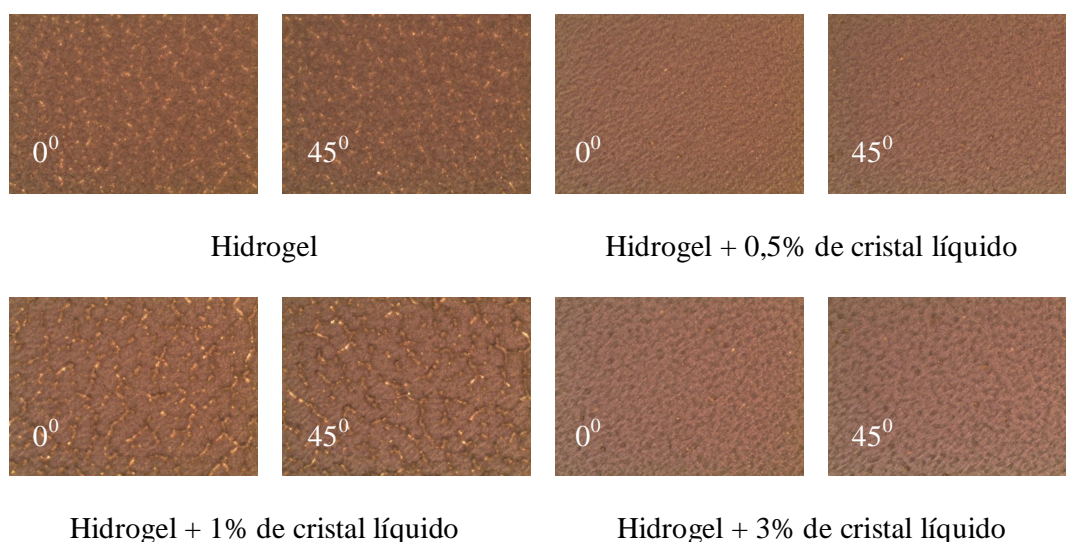 0⁰
45⁰
0⁰
45⁰
Hidrogel
Hidrogel + 0,5% de cristal líquido
0⁰
45⁰
0⁰
45⁰
Hidrogel + 1% de cristal líquido
Hidrogel + 3% de cristal líquido